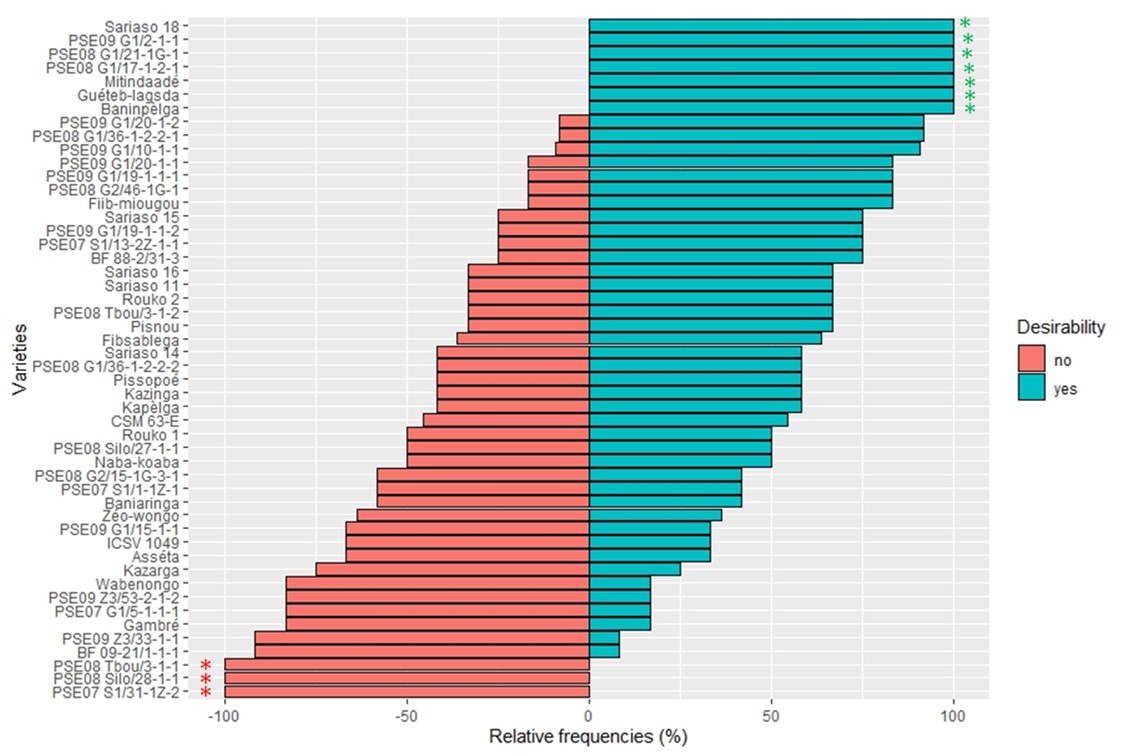 Varieties
Sariaso 18
PSE09 G1/2-1-1
PSE08 G1/21-1G-1
PSE08 G1/17-1-2-1
Mitindaadé
Guéteb-lagsda
Baninpèlga
PSE09 G1/20-1-2
PSE08 G1/36-1-2-2-1
PSE09 G1/10-1-1
PSE09 G1/20-1-1
PSE09 G1/19-1-1-1
PSE08 G2/46-1G-1
Fiib-miougou
Sariaso 15
PSE09 G1/19-1-1-2
PSE07 S1/13-2Z-1-1
BF 88-2/31-3
Sariaso 16
Sariaso 11
Rouko 2
PSE08 Tbou/3-1-2
Pisnou
Fibsablega
Sariaso 14
PSE08 G1/36-1-2-2-2
Pissopoé
Kazinga
Kapèlga
CSM 63-E
Rouko 1
PSE08 Silo/27-1-1
Naba-koaba
PSE08 G2/15-1G-3-1
PSE07 S1/1-1Z-1
Baniaringa
Zéo-wongo
PSE09 G1/15-1-1
ICSV 1049
Asséta
Kazarga
Wabenongo
PSE09 Z3/53-2-1-2
PSE07 G1/5-1-1-1
Gambré
PSE09 Z3/33-1-1
BF 09-21/1-1-1
PSE08 Tbou/3-1-1 *
PSE08 Silo/28-1-1 *
PSE07 S1/31-1Z-2 *
*
*
*
*
*
*
*
-100 -50 0 50 100
Relative frequencies (%)
Desirability
no
yes